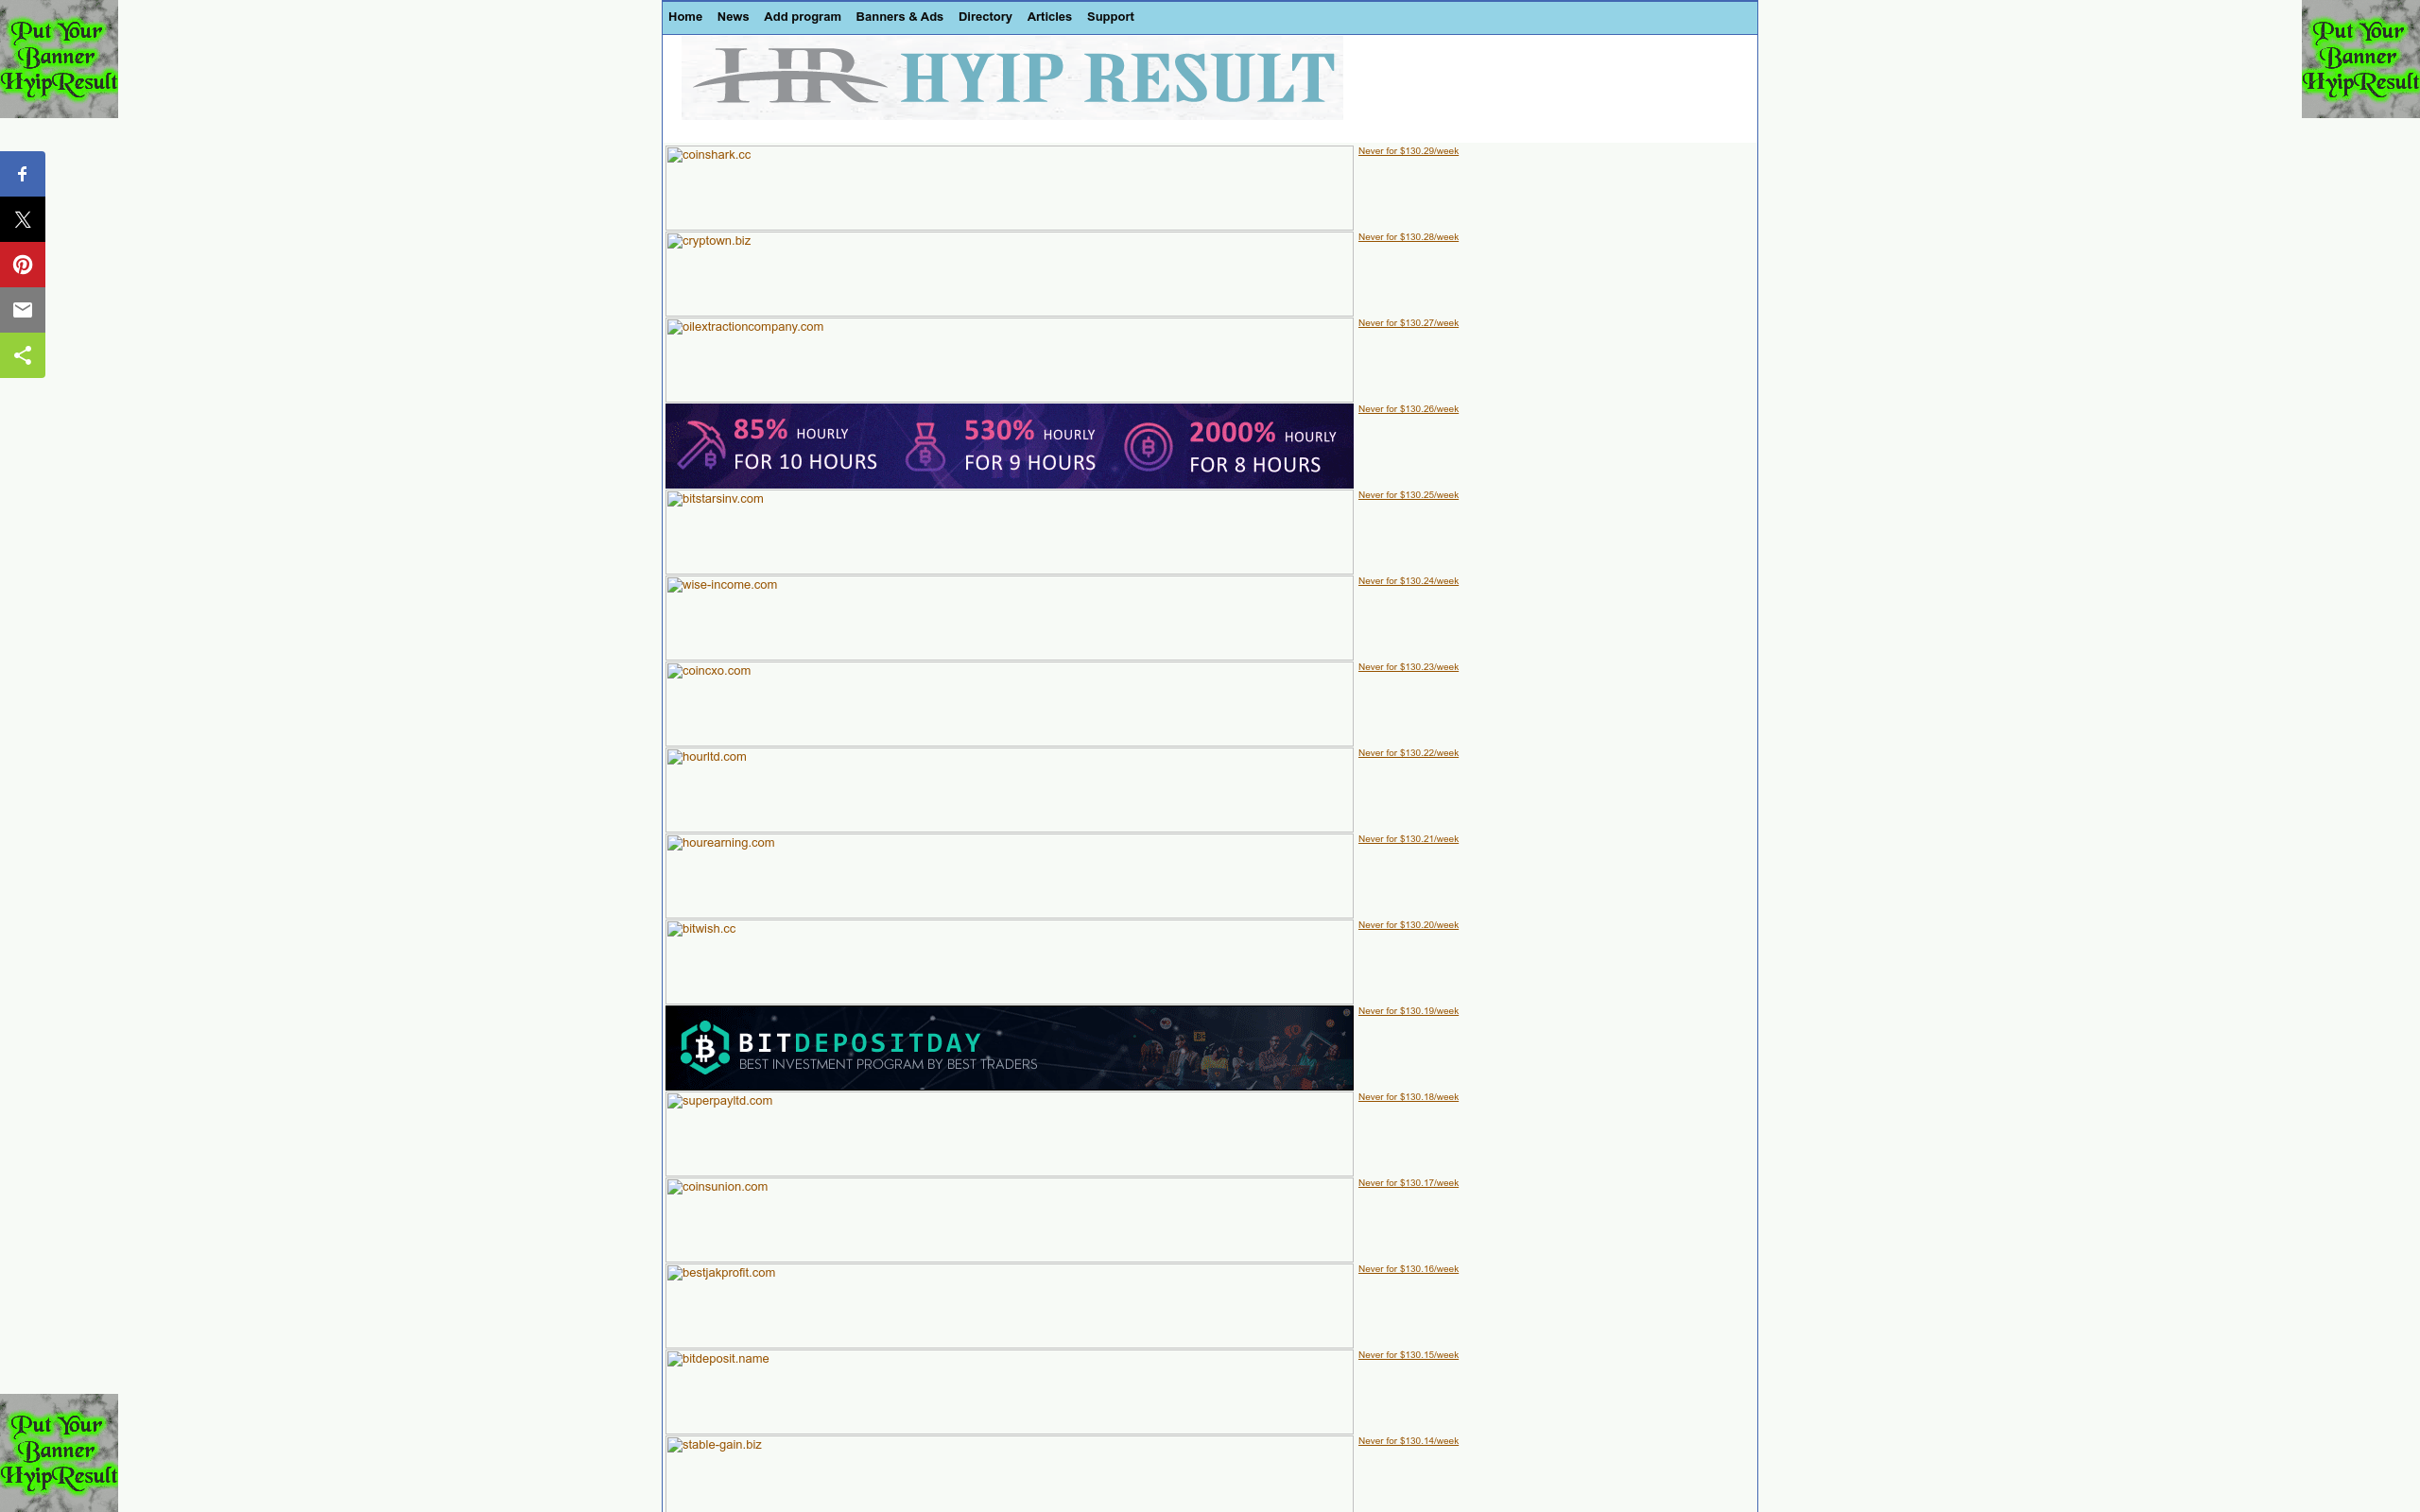 Put Your
Banner
HyipResult
Home News Add program Banners & Ads Directory Articles Support
Put Your
Banner
HyipResult
HR HYIP RESULT
coinshark.cc
Never for $130.29/week
cryptown.biz
Never for $130.28/week
oilextractioncompany.com
Never for $130.27/week
85% HOURLY
FOR 10 HOURS
530% HOURLY
FOR 9 HOURS
2000% HOURLY
FOR 8 HOURS
Never for $130.26/week
bitstarsinv.com
Never for $130.25/week
wise-income.com
Never for $130.24/week
coincxo.com
Never for $130.23/week
hourltd.com
Never for $130.22/week
hourearning.com
Never for $130.21/week
bitwish.cc
Never for $130.20/week
BITDEPOSITDAY
BEST INVESTMENT PROGRAM BY BEST TRADERS
Never for $130.19/week
superpayltd.com
Never for $130.18/week
coinsunion.com
Never for $130.17/week
bestjakprofit.com
Never for $130.16/week
bitdeposit.name
Never for $130.15/week
stable-gain.biz
Never for $130.14/week
Put Your
Banner
HyipResult